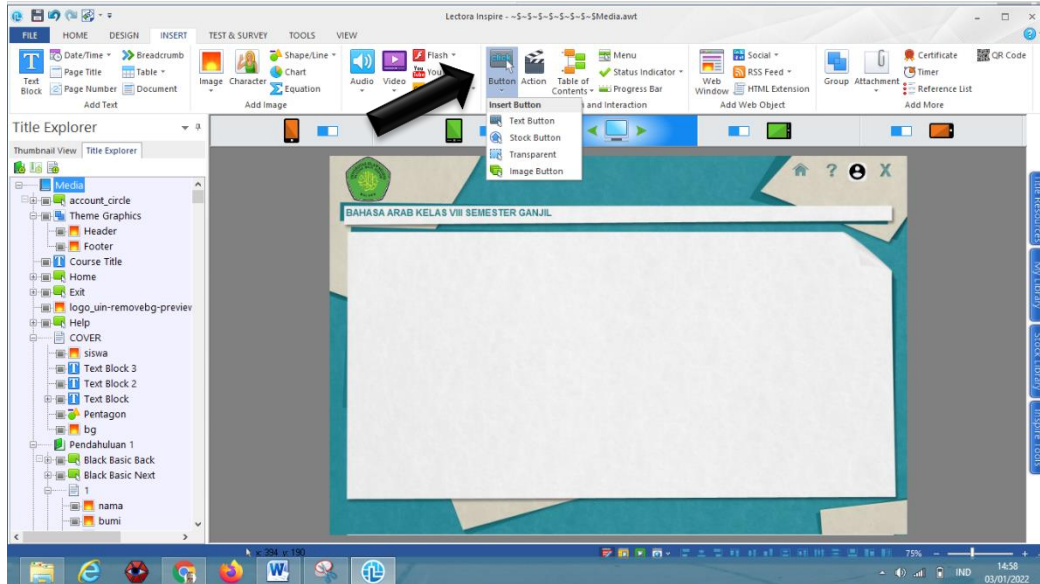 Lectora Inspire - ~$~$~$~$~$~$~$~$Media.awt
FILE HOME DESIGN INSERT TEST & SURVEY TOOLS VIEW
Date/Time Breadcrumb Shape/Line Flash Menu Social Certificate QR Code
Page Title Table Chart You Status Indicator RSS Feed Timer
Page Number Document Equation Progress Bar HTML Extension Reference List
Text Block Image Character Audio Video Button Action Table of Contents Web Window Group Attachment
Add Text Add Image and Interaction Add Web Object Add More
Insert Button
Text Button
Stock Button
Transparent
Image Button
Title Explorer
Thumbnail View Title Explorer
Media
account_circle
Theme Graphics
Header
Footer
Course Title
Home
Exit
logo_uin-removebg-preview
Help
COVER
siswa
Text Block 3
Text Block 2
Text Block
Pentagon
bg
Pendahuluan 1
Black Basic Back
Black Basic Next
1
nama
bumi
? X
BAHASA ARAB KELAS VIII SEMESTER GANJIL
Title Resources
My Library
Stock Library
Inspire Tools
x: 394 y: 190
75%
IND
14:58
03/01/2022